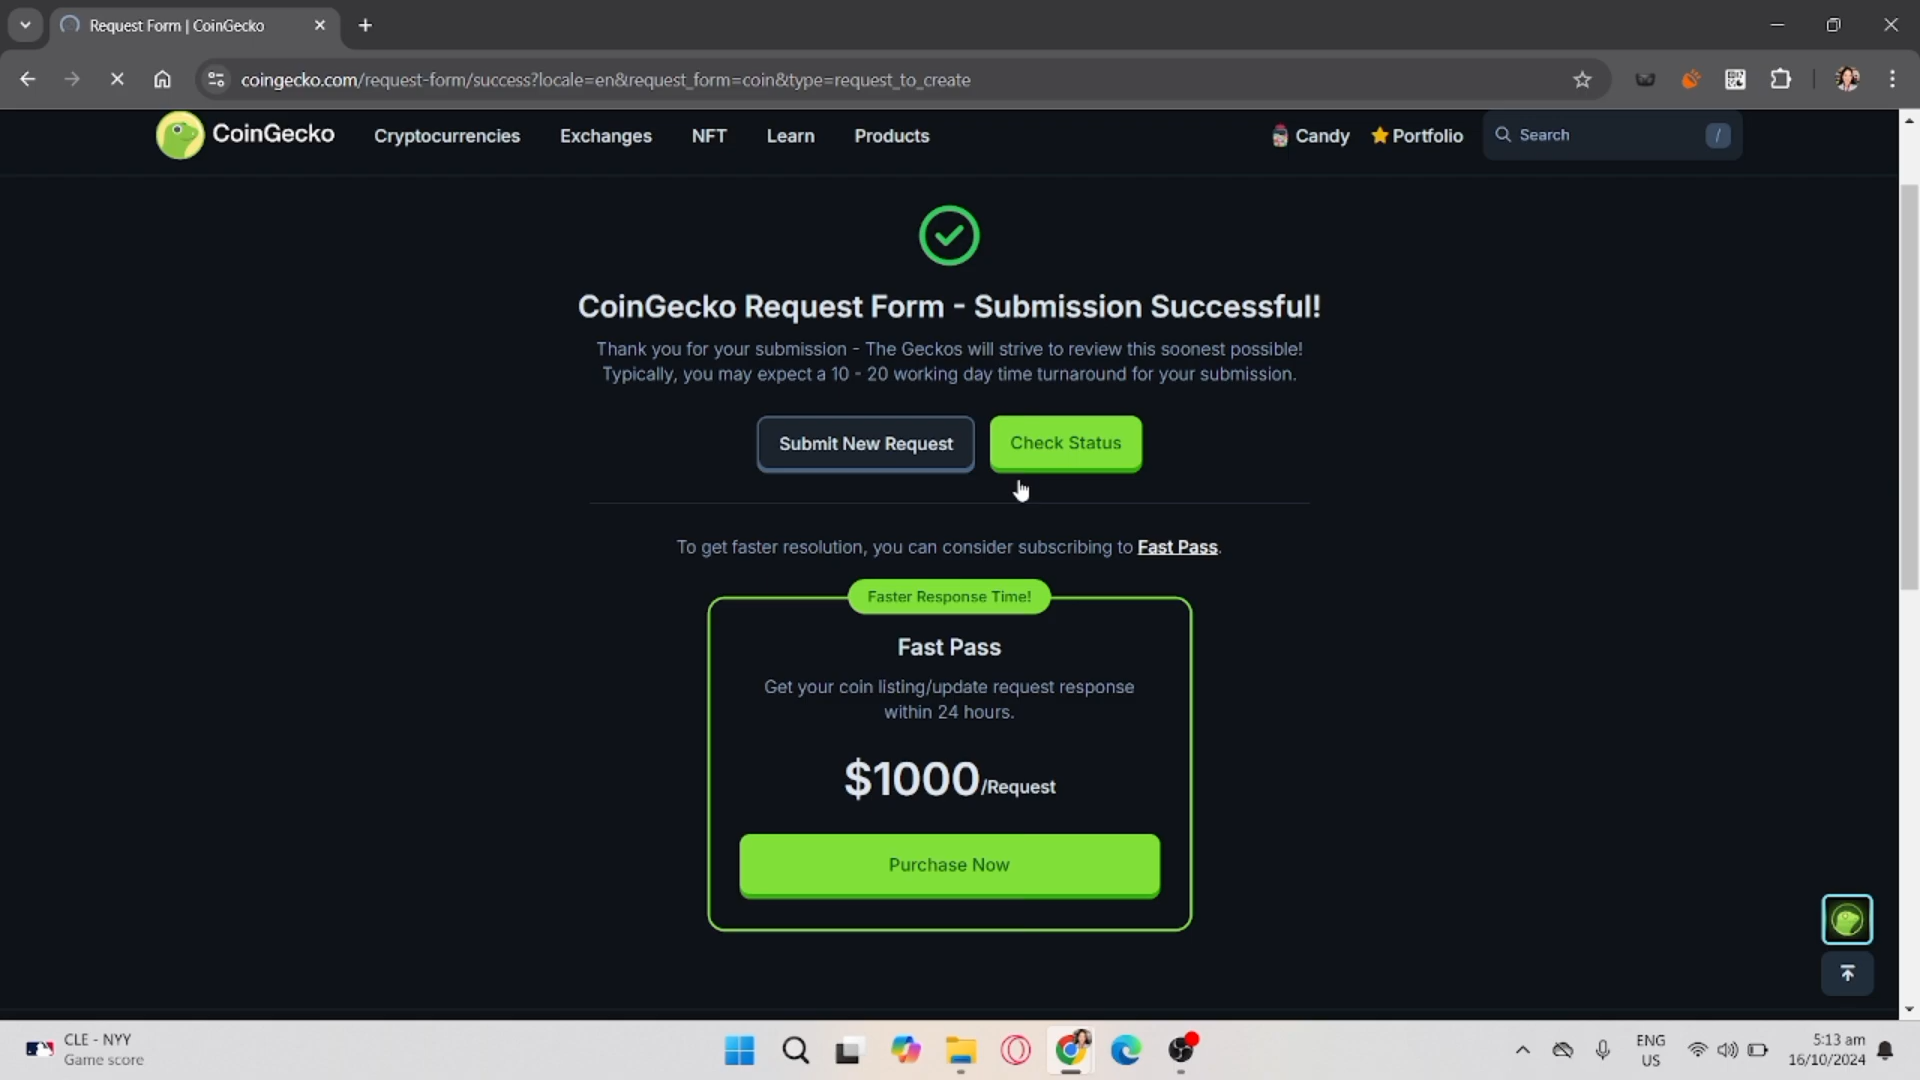 Request Form | CoinGecko
coingecko.com/request-form/success?locale=en&request_form=coin&type=request_to_create
CoinGecko
Cryptocurrencies
Exchanges
NFT
Learn
Products
Candy
Portfolio
Search
/
CoinGecko Request Form - Submission Successful!
Thank you for your submission - The Geckos will strive to review this soonest possible!
Typically, you may expect a 10 - 20 working day time turnaround for your submission.
Submit New Request
Check Status
To get faster resolution, you can consider subscribing to Fast Pass.
Faster Response Time!
Fast Pass
Get your coin listing/update request response
within 24 hours.
$1000/Request
Purchase Now
CLE - NYY
Game score
ENG
US
5:13 am
16/10/2024